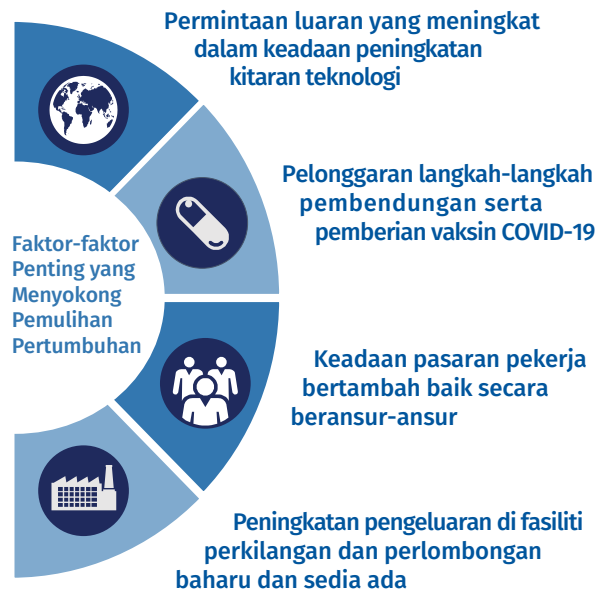 Permintaan luaran yang meningkat
dalam keadaan peningkatan
kitaran teknologi
Pelonggaran langkah-langkah
pembendungan serta
pemberian vaksin COVID-19
Faktor-faktor
Penting yang
Menyokong
Pemulihan
Pertumbuhan
Keadaan pasaran pekerja
bertambah baik secara
beransur-ansur
Peningkatan pengeluaran di fasiliti
perkilangan dan perlombongan
baharu dan sedia ada